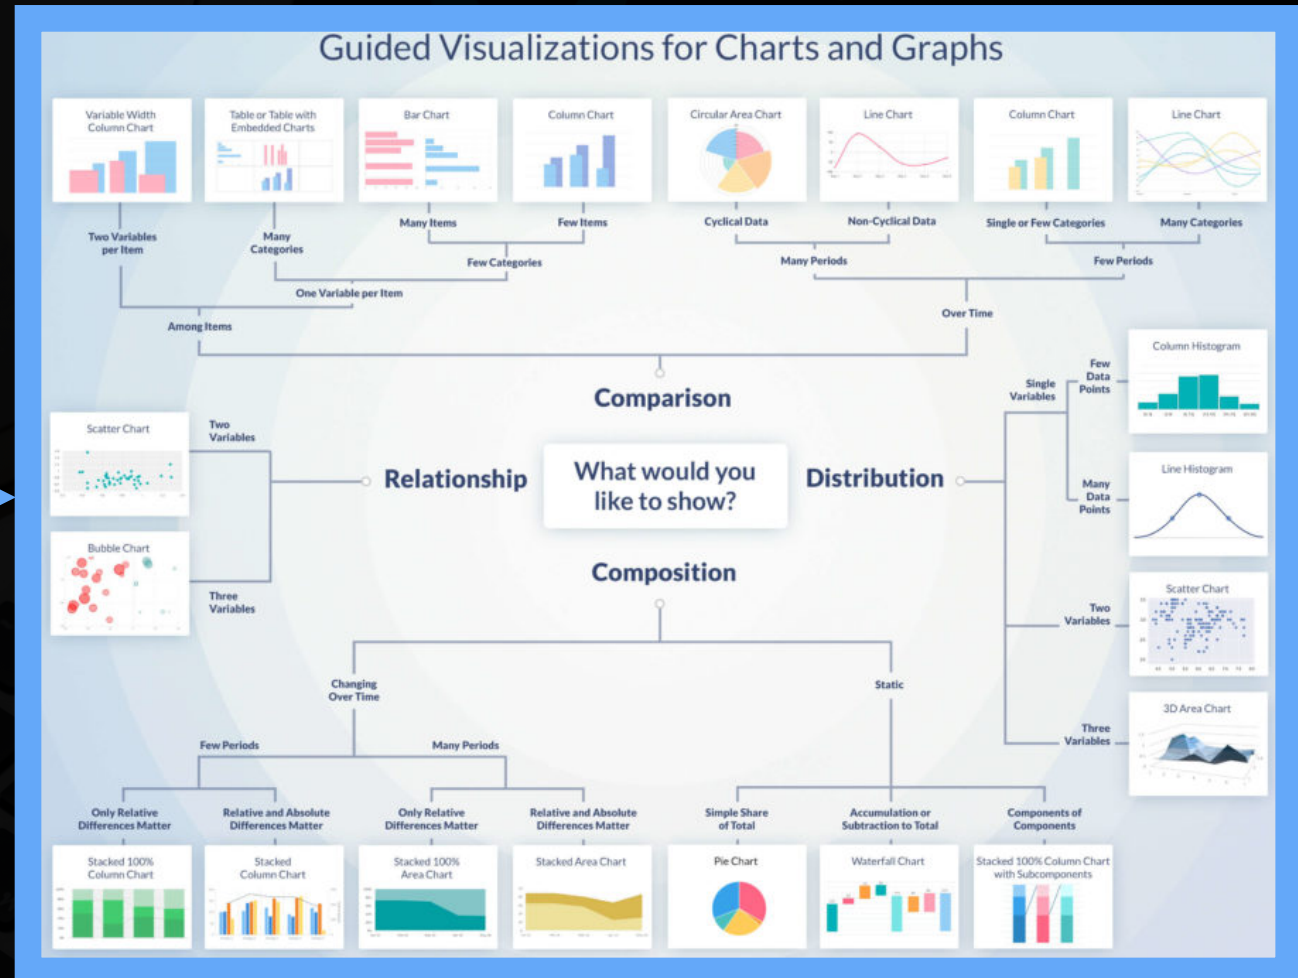 Guided Visualizations for Charts and Graphs
Variable Width
Column Chart
Table or Table with
Embedded Charts
Bar Chart
Column Chart
Circular Area Chart
Line Chart
Column Chart
Line Chart
Two Variables
per Item
Many
Categories
Many Items
Few Items
Cyclical Data
Non-Cyclical Data
Single or Few Categories
Many Categories
Few Categories
Many Periods
Few Periods
One Variable per Item
Among Items
Over Time
Comparison
Relationship
What would you
like to show?
Distribution
Composition
Scatter Chart
Two
Variables
Bubble Chart
Three
Variables
Single
Variables
Few
Data
Points
Column Histogram
Many
Data
Points
Line Histogram
Two
Variables
Scatter Chart
Three
Variables
3D Area Chart
Changing
Over Time
Static
Few Periods
Many Periods
Only Relative
Differences Matter
Relative and Absolute
Differences Matter
Only Relative
Differences Matter
Relative and Absolute
Differences Matter
Simple Share
of Total
Accumulation or
Subtraction to Total
Components of
Components
Stacked 100%
Column Chart
Stacked
Column Chart
Stacked 100%
Area Chart
Stacked Area Chart
Pie Chart
Waterfall Chart
Stacked 100% Column Chart
with Subcomponents